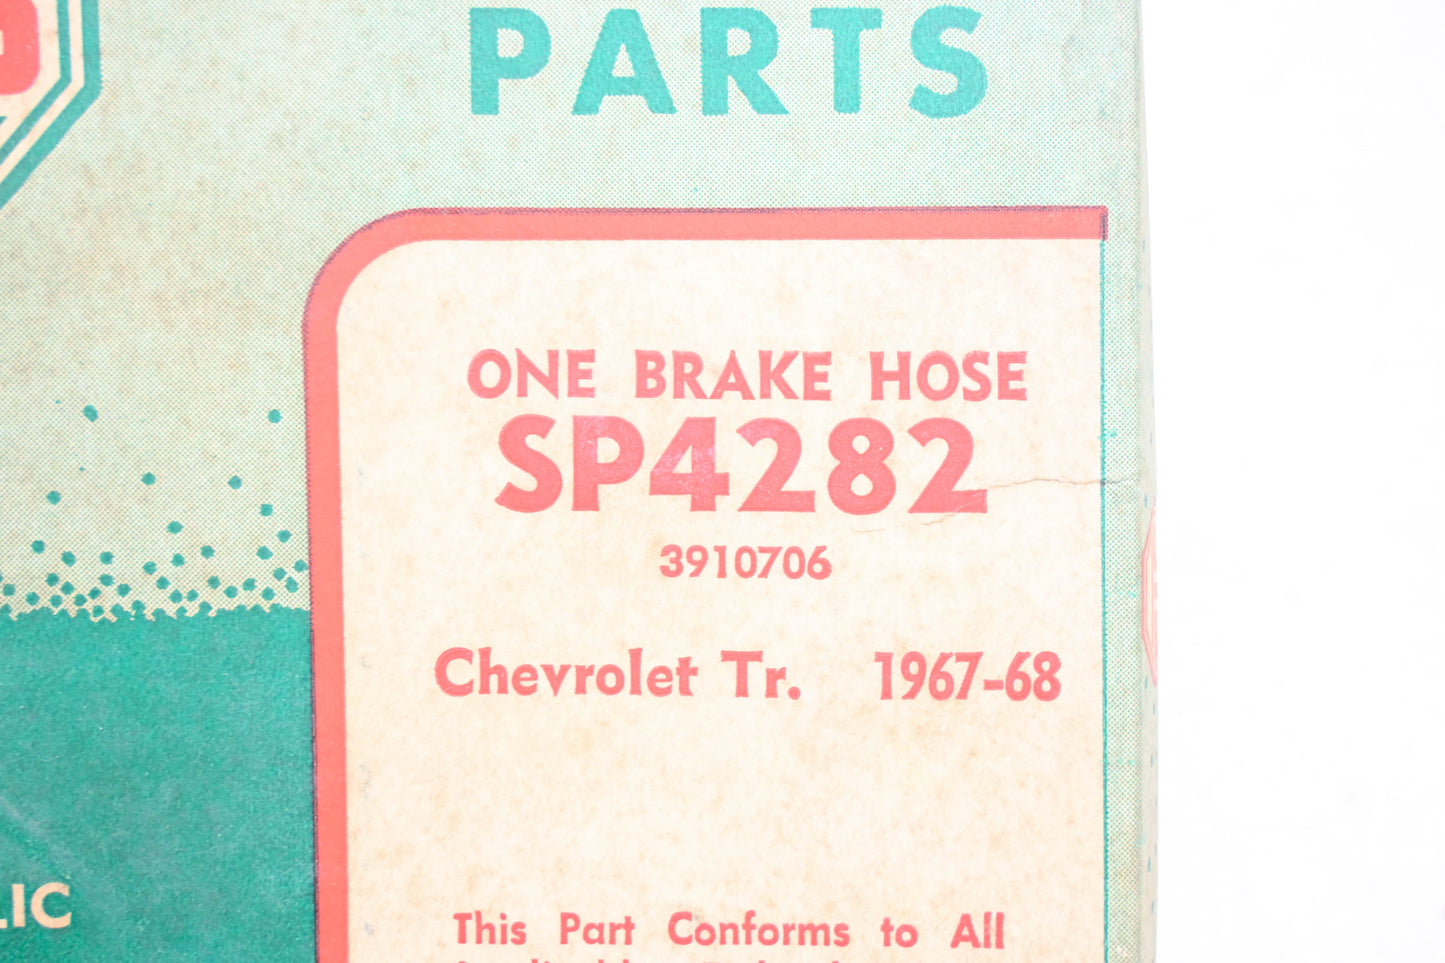 PARTS
ONE BRAKE HOSE
SP4282
3910706
Chevrolet Tr. 1967-68
LIC
This Part Conforms to All